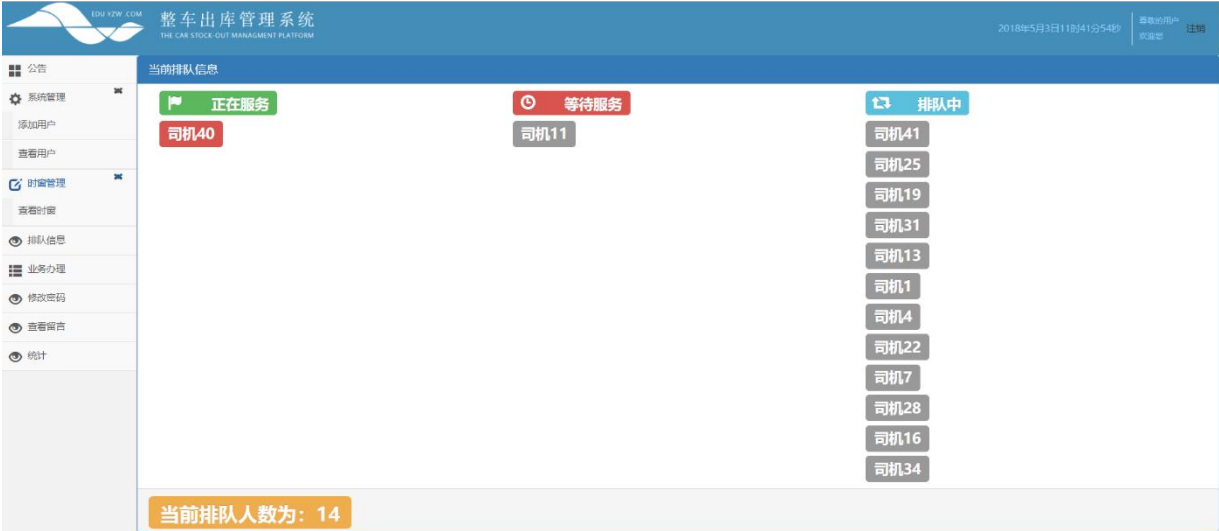 EDU YZW .COM
整车出库管理系统
THE CAR STOCK-OUT MANAGMENT PLATFORM
2018年5月3日11时41分54秒
尊敬的用户
欢迎您
注销
公告
系统管理
添加用户
查看用户
时窗管理
查看时窗
排队信息
业务办理
修改密码
查看留言
统计
当前排队信息
正在服务
司机40
等待服务
司机11
排队中
司机41
司机25
司机19
司机31
司机13
司机1
司机4
司机22
司机7
司机28
司机16
司机34
当前排队人数为：14